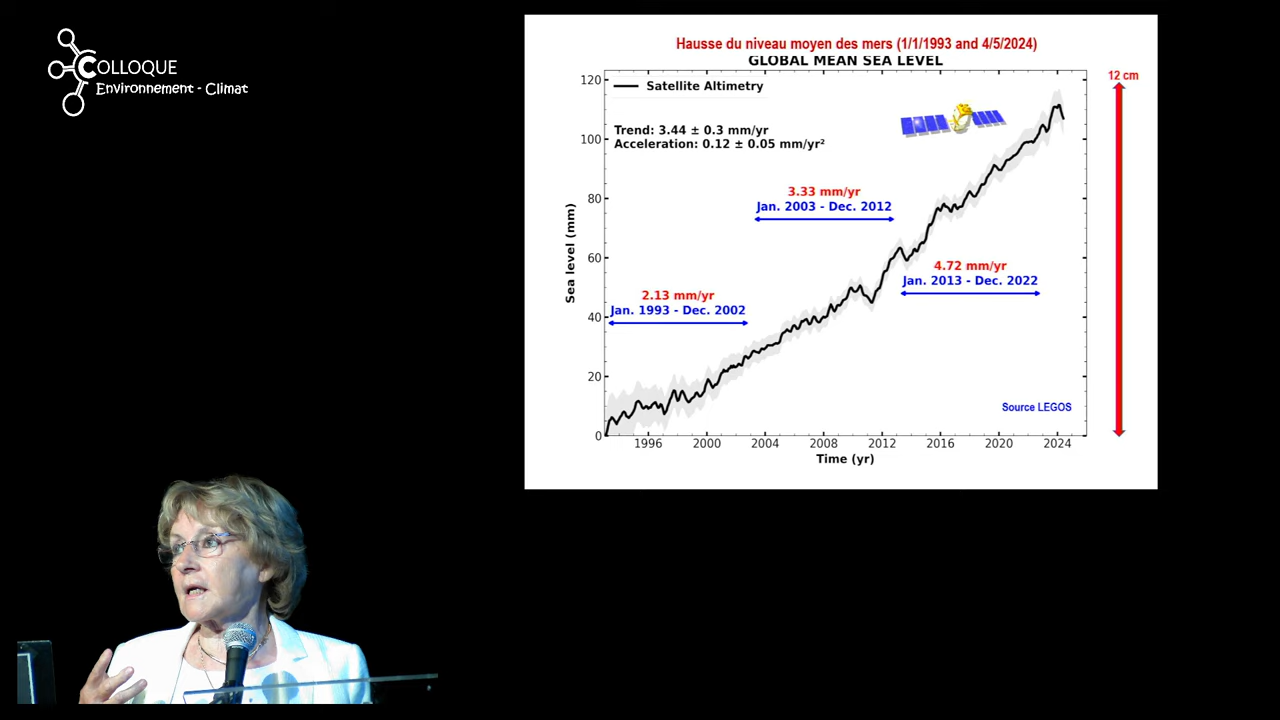 COLLOQUE
Environnement - Climat
Hausse du niveau moyen des mers (1/1/1993 and 4/5/2024)
GLOBAL MEAN SEA LEVEL
12 cm
Satellite Altimetry
Trend: 3.44 ± 0.3 mm/yr
Acceleration: 0.12 ± 0.05 mm/yr²
3.33 mm/yr
Jan. 2003 - Dec. 2012
4.72 mm/yr
Jan. 2013 - Dec. 2022
2.13 mm/yr
Jan. 1993 - Dec. 2002
Source LEGOS
Sea level (mm)
120
100
80
60
40
20
0
1996 2000 2004 2008 2012 2016 2020 2024
Time (yr)